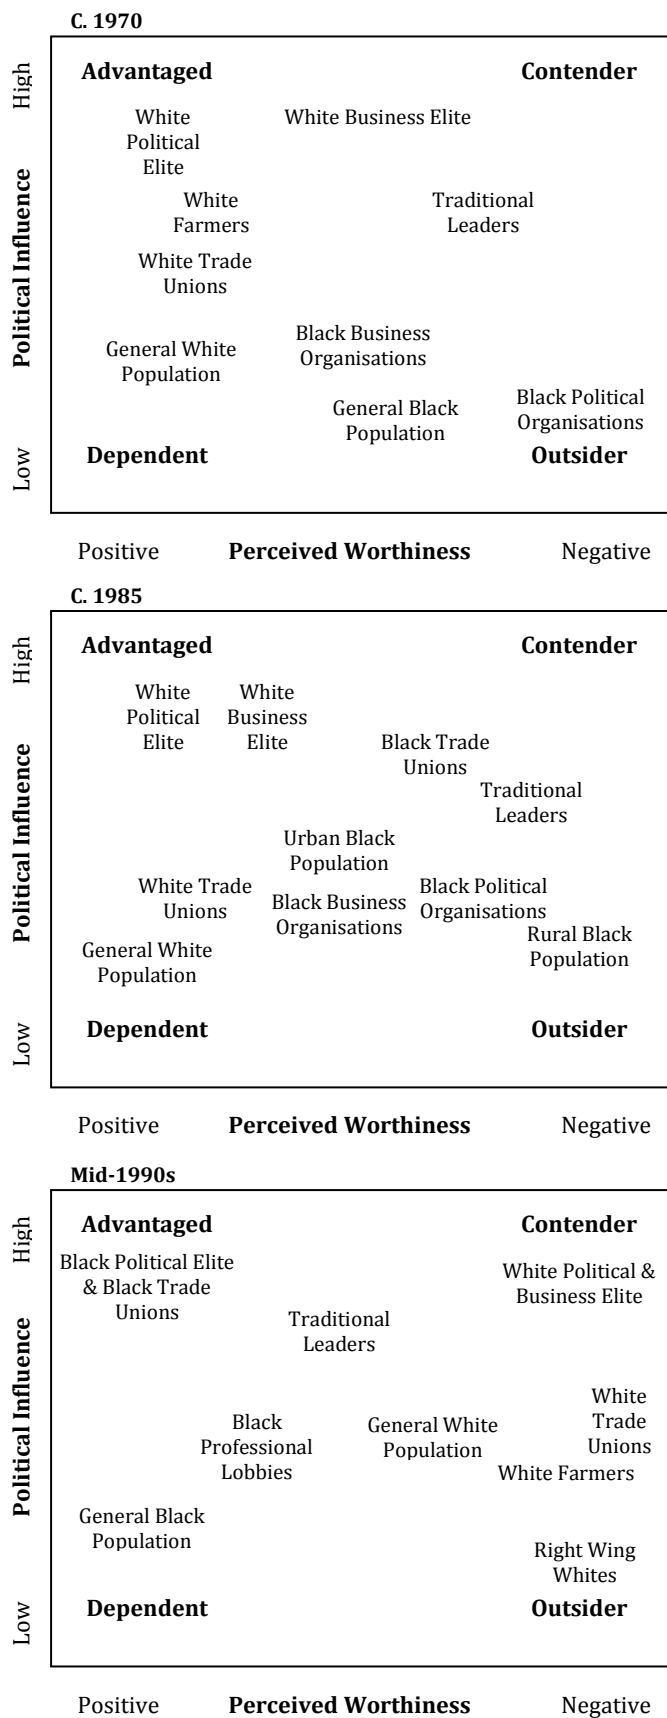 C. 1970
High
Political Influence
Low
Advantaged
Contender
White
Political
Elite
White Business Elite
White
Farmers
Traditional
Leaders
White Trade
Unions
General White
Population
Black Business
Organisations
General Black
Population
Black Political
Organisations
Dependent
Outsider
Positive
Perceived Worthiness
Negative
C. 1985
High
Political Influence
Low
Advantaged
Contender
White
Political
Elite
White
Business
Elite
Black Trade
Unions
Traditional
Leaders
Urban Black
Population
White Trade
Unions
Black Business
Organisations
Black Political
Organisations
Rural Black
Population
General White
Population
Dependent
Outsider
Positive
Perceived Worthiness
Negative
Mid-1990s
High
Political Influence
Low
Advantaged
Contender
Black Political Elite
& Black Trade
Unions
White Political &
Business Elite
Traditional
Leaders
Black
Professional
Lobbies
General White
Population
White
Trade
Unions
White Farmers
General Black
Population
Right Wing
Whites
Dependent
Outsider
Positive
Perceived Worthiness
Negative